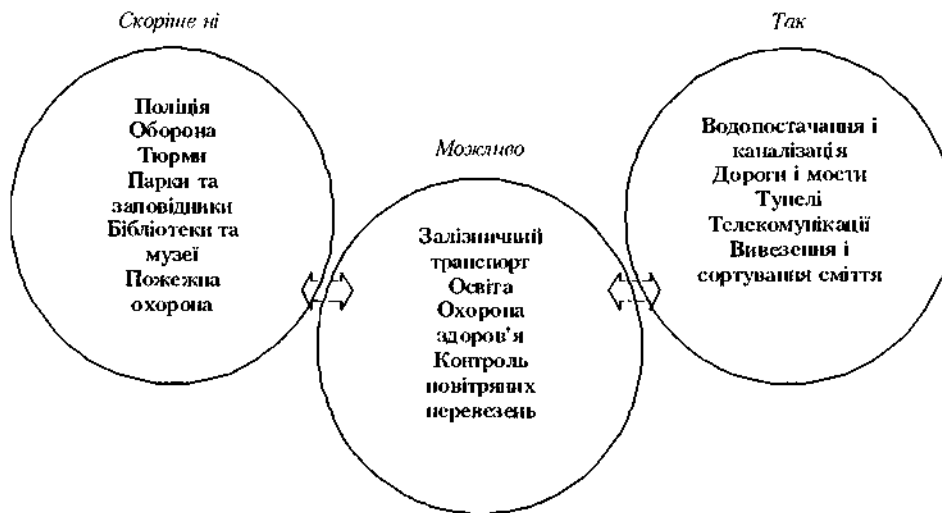 Скоріше ні
Поліція
Оборона
Тюрми
Парки та
заповідники
Бібліотеки та
музеї
Пожежна
охорона
Можливо
Залізничний
транспорт
Освіта
Охорона
здоров'я
Контроль
повітряних
перевезень
Так
Водопостачання і
каналізація
Дороги і мости
Тунелі
Телекомунікації
Вивезення і
сортування сміття